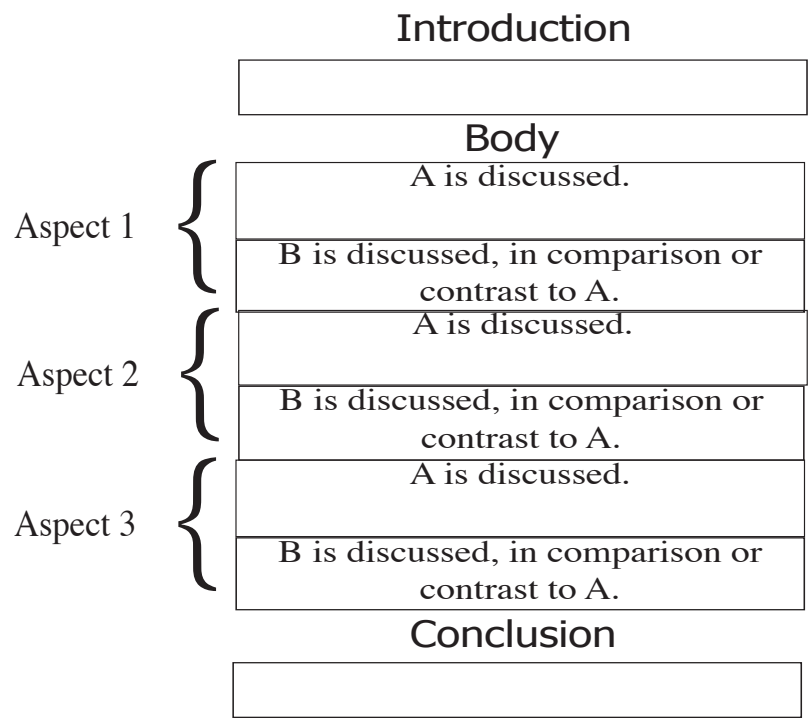 Introduction
Body
Aspect 1
A is discussed.
B is discussed, in comparison or
contrast to A.
Aspect 2
A is discussed.
B is discussed, in comparison or
contrast to A.
Aspect 3
A is discussed.
B is discussed, in comparison or
contrast to A.
Conclusion